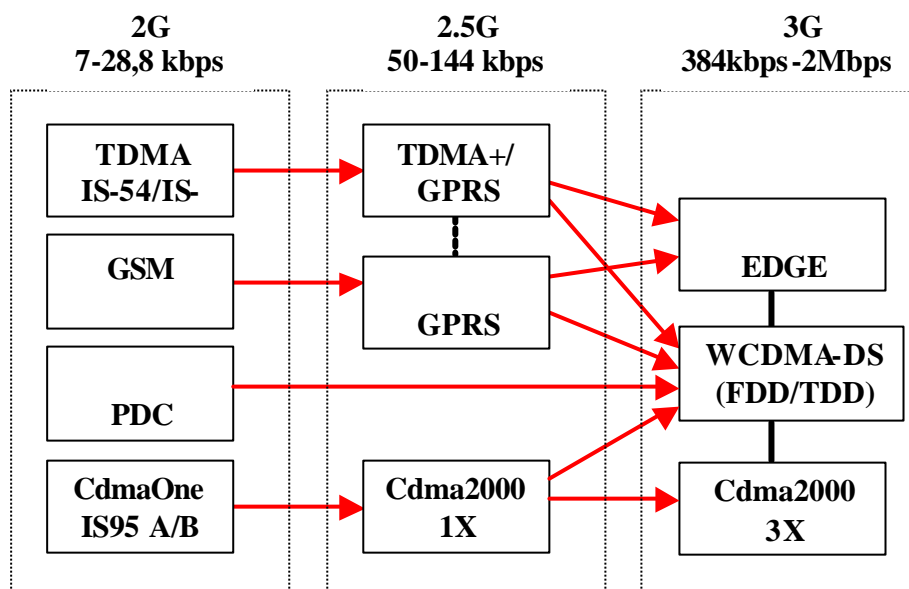 2G
7-28,8 kbps
2.5G
50-144 kbps
3G
384kbps-2Mbps
TDMA
IS-54/IS-
GSM
PDC
CdmaOne
IS95 A/B
TDMA+/
GPRS
GPRS
Cdma2000
1X
EDGE
WCDMA-DS
(FDD/TDD)
Cdma2000
3X